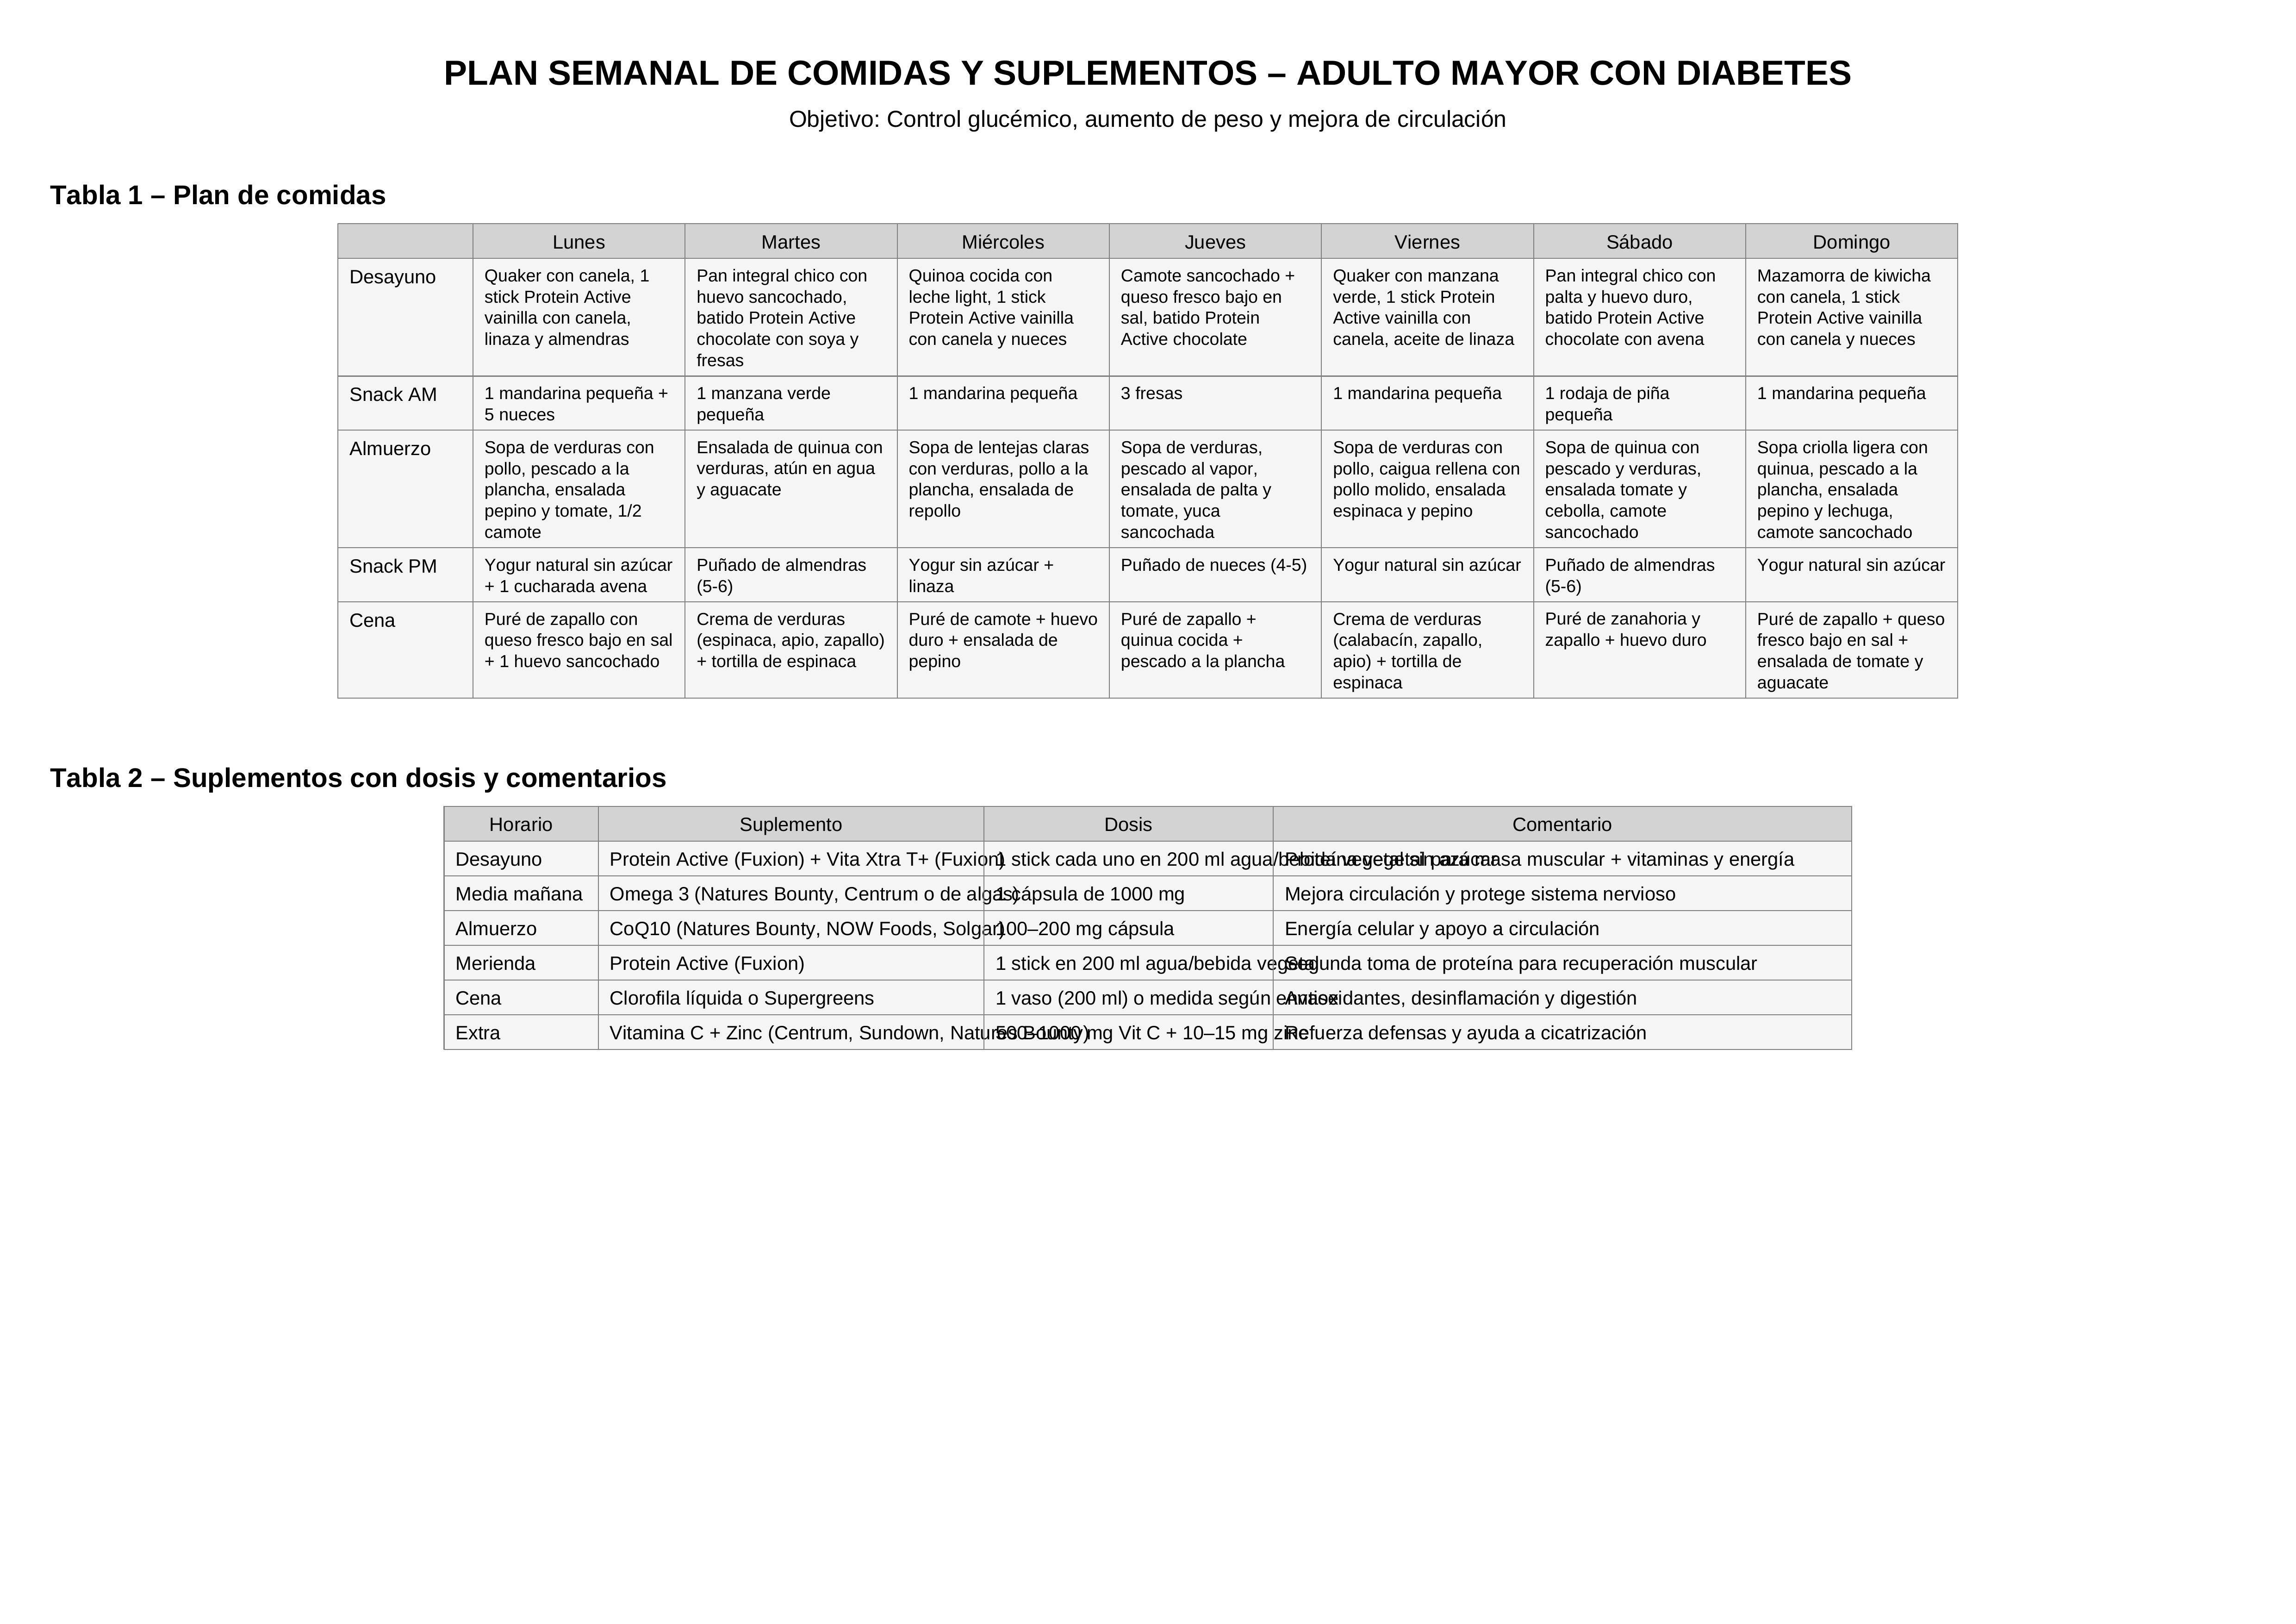 PLAN SEMANAL DE COMIDAS Y SUPLEMENTOS – ADULTO MAYOR CON DIABETES
Objetivo: Control glucémico, aumento de peso y mejora de circulación
Tabla 1 – Plan de comidas
Lunes Martes Miércoles Jueves Viernes Sábado Domingo
Desayuno
Quaker con canela, 1
stick Protein Active
vainilla con canela,
linaza y almendras
Pan integral chico con
huevo sancochado,
batido Protein Active
chocolate con soya y
fresas
Quinoa cocida con
leche light, 1 stick
Protein Active vainilla
con canela y nueces
Camote sancochado +
queso fresco bajo en
sal, batido Protein
Active chocolate
Quaker con manzana
verde, 1 stick Protein
Active vainilla con
canela, aceite de linaza
Pan integral chico con
palta y huevo duro,
batido Protein Active
chocolate con avena
Mazamorra de kiwicha
con canela, 1 stick
Protein Active vainilla
con canela y nueces
Snack AM
1 mandarina pequeña +
5 nueces
1 manzana verde
pequeña
1 mandarina pequeña
3 fresas
1 mandarina pequeña
1 rodaja de piña
pequeña
1 mandarina pequeña
Almuerzo
Sopa de verduras con
pollo, pescado a la
plancha, ensalada
pepino y tomate, 1/2
camote
Ensalada de quinua con
verduras, atún en agua
y aguacate
Sopa de lentejas claras
con verduras, pollo a la
plancha, ensalada de
repollo
Sopa de verduras,
pescado al vapor,
ensalada de palta y
tomate, yuca
sancochada
Sopa de verduras con
pollo, caigua rellena con
pollo molido, ensalada
espinaca y pepino
Sopa de quinua con
pescado y verduras,
ensalada tomate y
cebolla, camote
sancochado
Sopa criolla ligera con
quinua, pescado a la
plancha, ensalada
pepino y lechuga,
camote sancochado
Snack PM
Yogur natural sin azúcar
+ 1 cucharada avena
Puñado de almendras
(5-6)
Yogur sin azúcar +
linaza
Puñado de nueces (4-5)
Yogur natural sin azúcar
Puñado de almendras
(5-6)
Yogur natural sin azúcar
Cena
Puré de zapallo con
queso fresco bajo en sal
+ 1 huevo sancochado
Crema de verduras
(espinaca, apio, zapallo)
+ tortilla de espinaca
Puré de camote + huevo
duro + ensalada de
pepino
Puré de zapallo +
quinua cocida +
pescado a la plancha
Crema de verduras
(calabacín, zapallo,
apio) + tortilla de
espinaca
Puré de zanahoria y
zapallo + huevo duro
Puré de zapallo + queso
fresco bajo en sal +
ensalada de tomate y
aguacate
Tabla 2 – Suplementos con dosis y comentarios
Horario Suplemento Dosis Comentario
Desayuno Protein Active (Fuxion) + Vita Xtra T+ (Fuxion) 1 stick cada uno en 200 ml agua/bebida vegetal sin azúcar Proteína vegetal para masa muscular + vitaminas y energía
Media mañana Omega 3 (Natures Bounty, Centrum o de algas) 1 cápsula de 1000 mg Mejora circulación y protege sistema nervioso
Almuerzo CoQ10 (Natures Bounty, NOW Foods, Solgar) 100–200 mg cápsula Energía celular y apoyo a circulación
Merienda Protein Active (Fuxion) 1 stick en 200 ml agua/bebida vegetal Segunda toma de proteína para recuperación muscular
Cena Clorofila líquida o Supergreens 1 vaso (200 ml) o medida según envase Antioxidantes, desinflamación y digestión
Extra Vitamina C + Zinc (Centrum, Sundown, Natures Bounty) 500–1000 mg Vit C + 10–15 mg zinc Refuerza defensas y ayuda a cicatrización